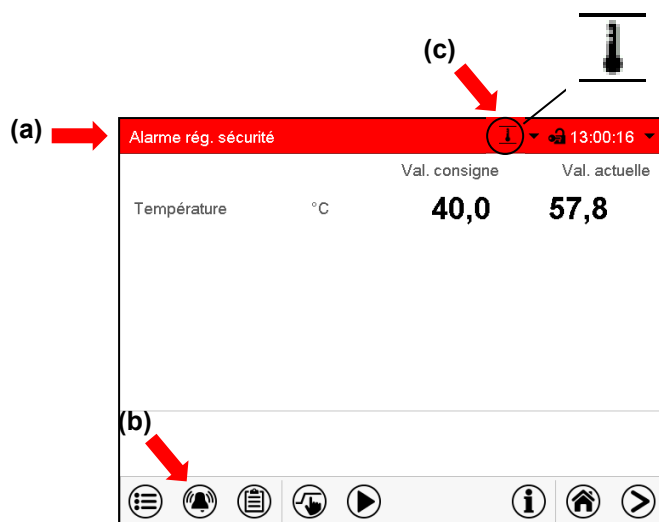 (c)
(a)
Alarme rég. sécurité 13:00:16
Val. consigne Val. actuelle
Température °C 40,0 57,8
(b)